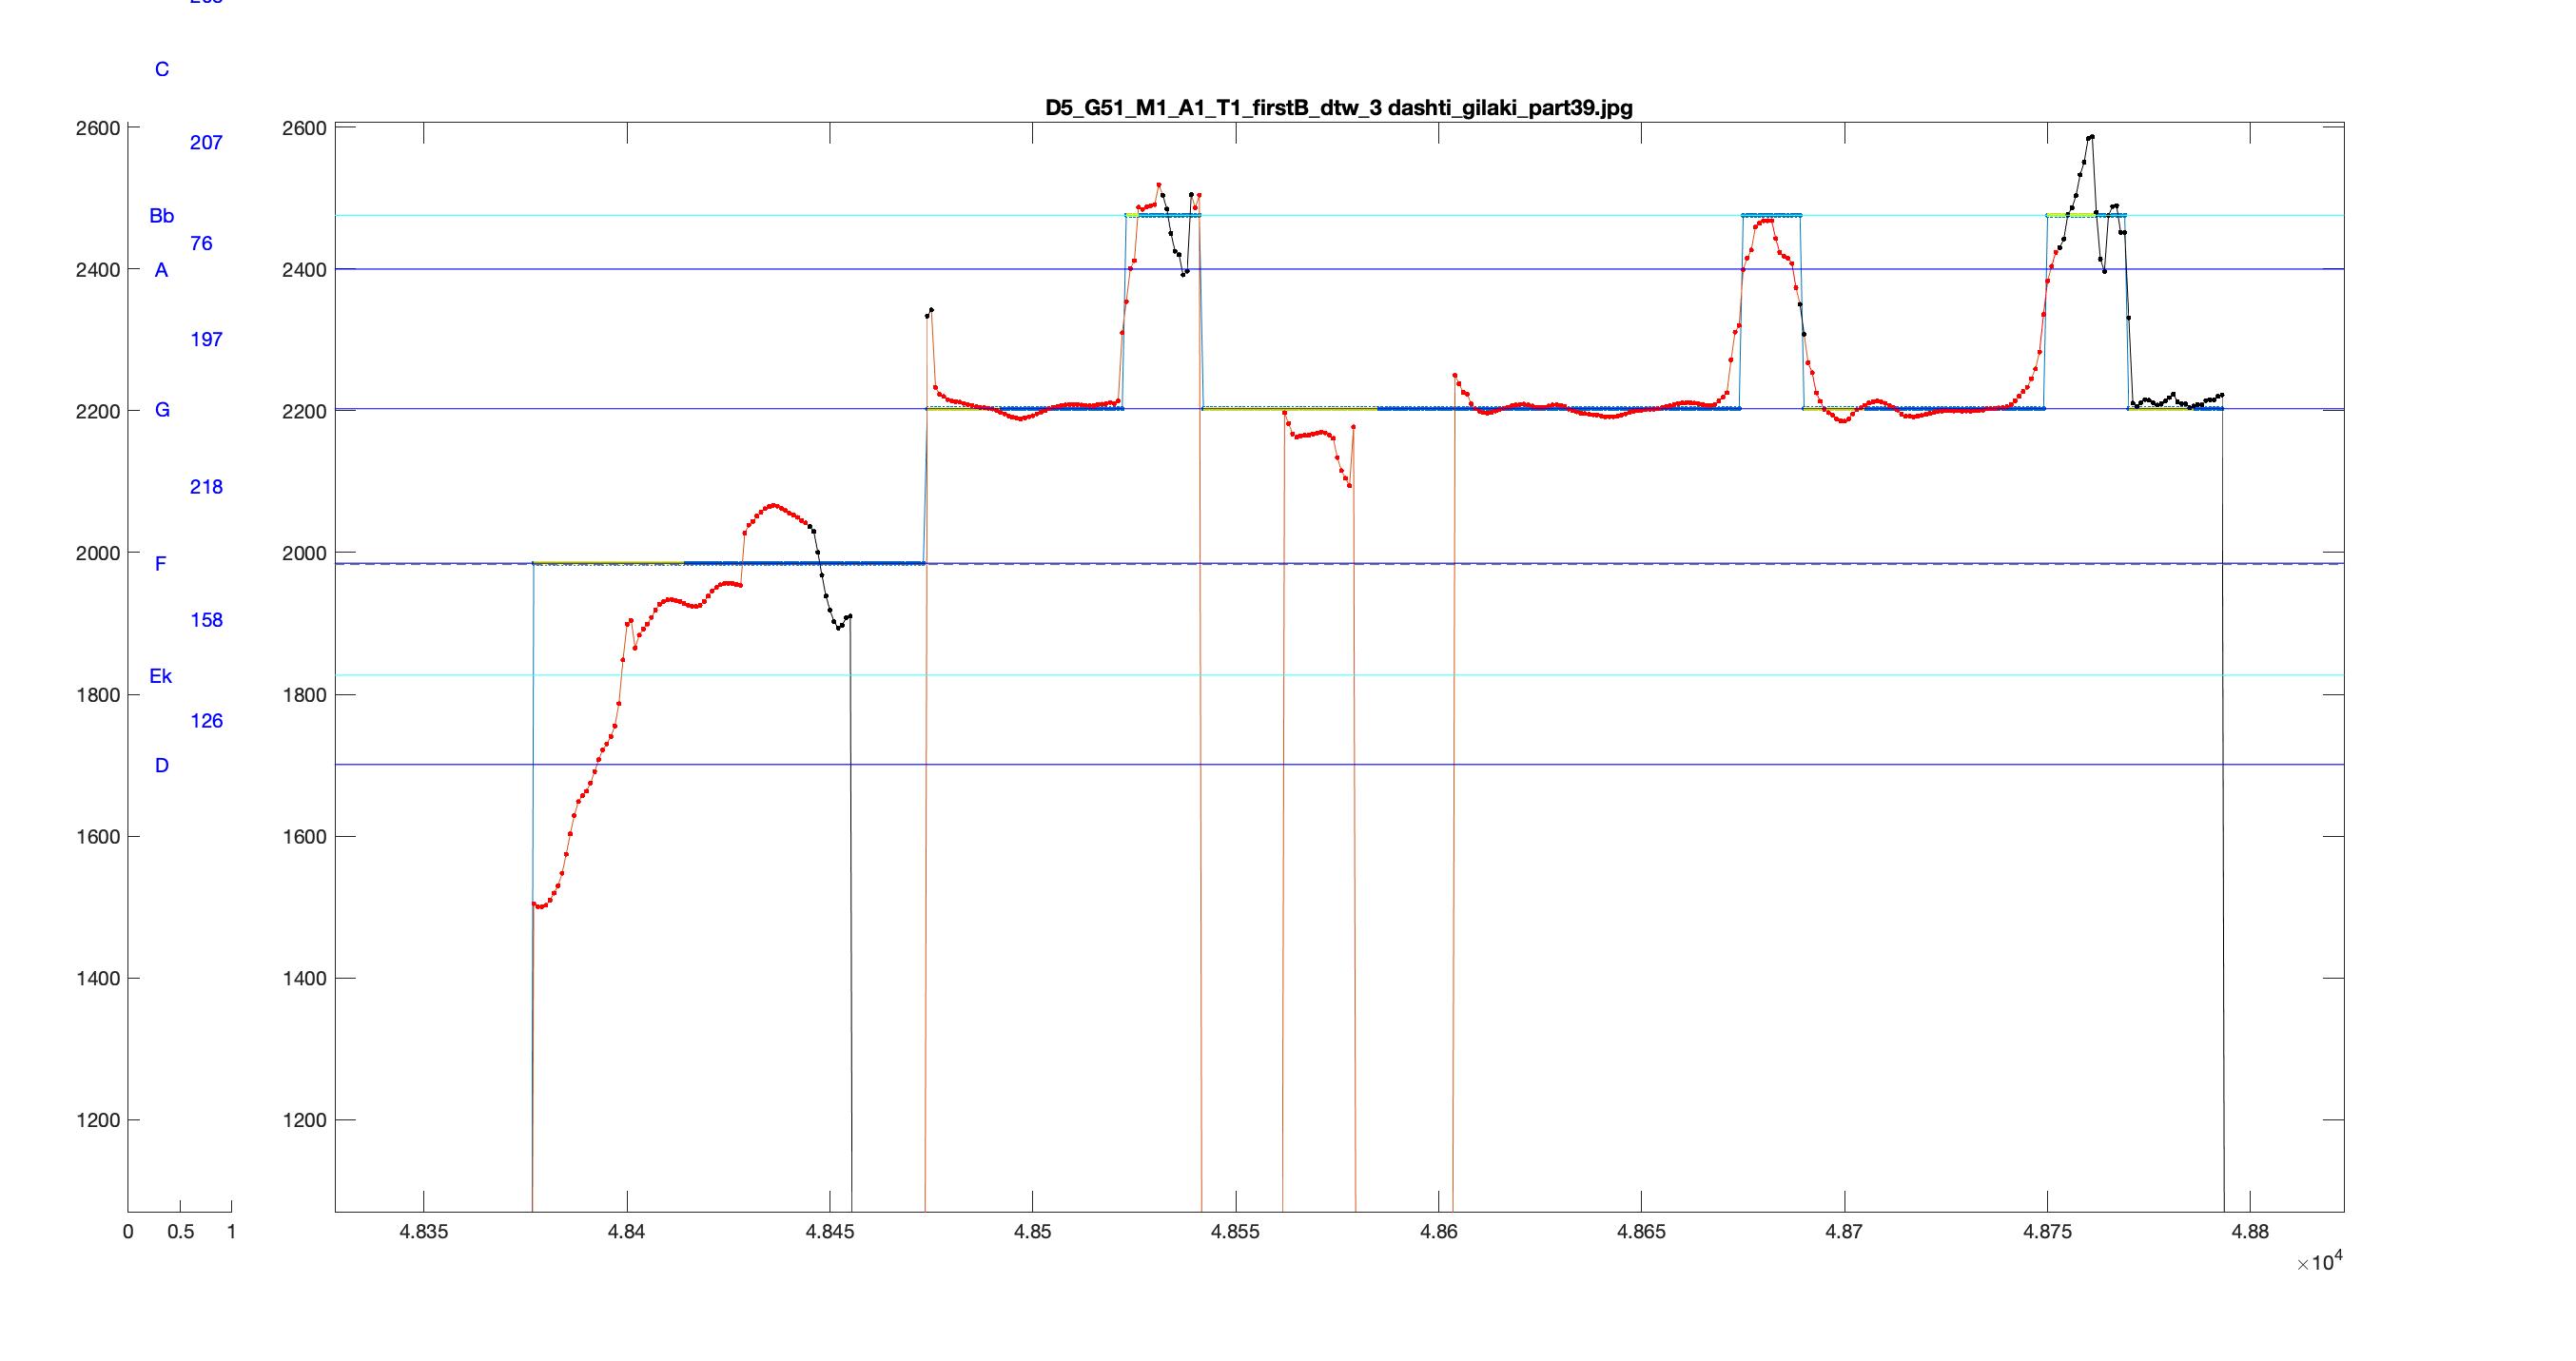 C
D5_G51_M1_A1_T1_firstB_dtw_3 dashti_gilaki_part39.jpg
2600 2600
207
Bb
76
2400 A 2400
197
2200 G 2200
218
2000 F 2000
158
Ek
1800 1800
126
D
1600 1600
1400 1400
1200 1200
0 0.5 1 4.835 4.84 4.845 4.85 4.855 4.86 4.865 4.87 4.875 4.88
×10^4